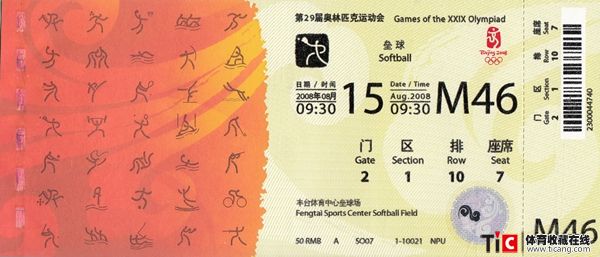 第29届奥林匹克运动会 Games of the XXIX Olympiad
垒球
Softball
Beijing 2008
日期 / 时间
2008年08月
09:30
15
Date / Time
Aug.2008
09:30
M46
门 区 排 座席
Gate Section Row Seat
2 1 10 7
丰台体育中心垒球场
Fengtai Sports Center Softball Field
50 RMB A SO07 1-10021 NPU
座席 Seat 7
排 Row 10
区 Section 1
门 Gate 2
2300044740
M46
TiC 体育收藏在线
www.ticang.com